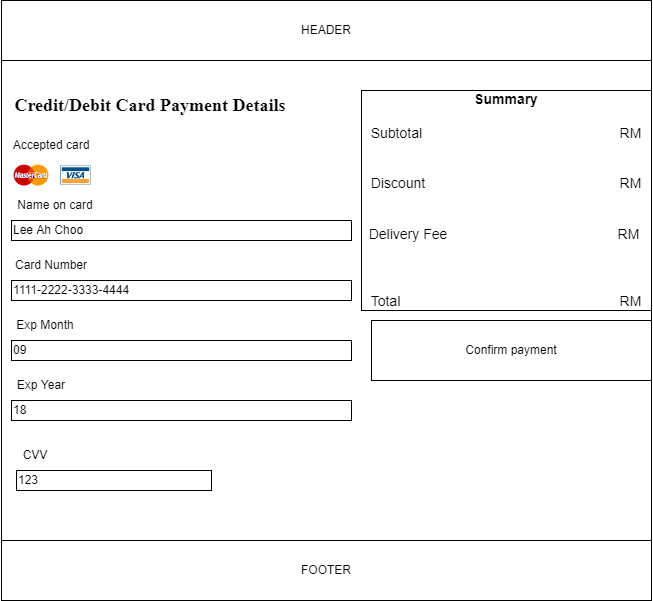 HEADER
Credit/Debit Card Payment Details
Accepted card
MasterCard VISA
Name on card
Lee Ah Choo
Card Number
1111-2222-3333-4444
Exp Month
09
Exp Year
18
CVV
123
Summary
Subtotal RM
Discount RM
Delivery Fee RM
Total RM
Confirm payment
FOOTER